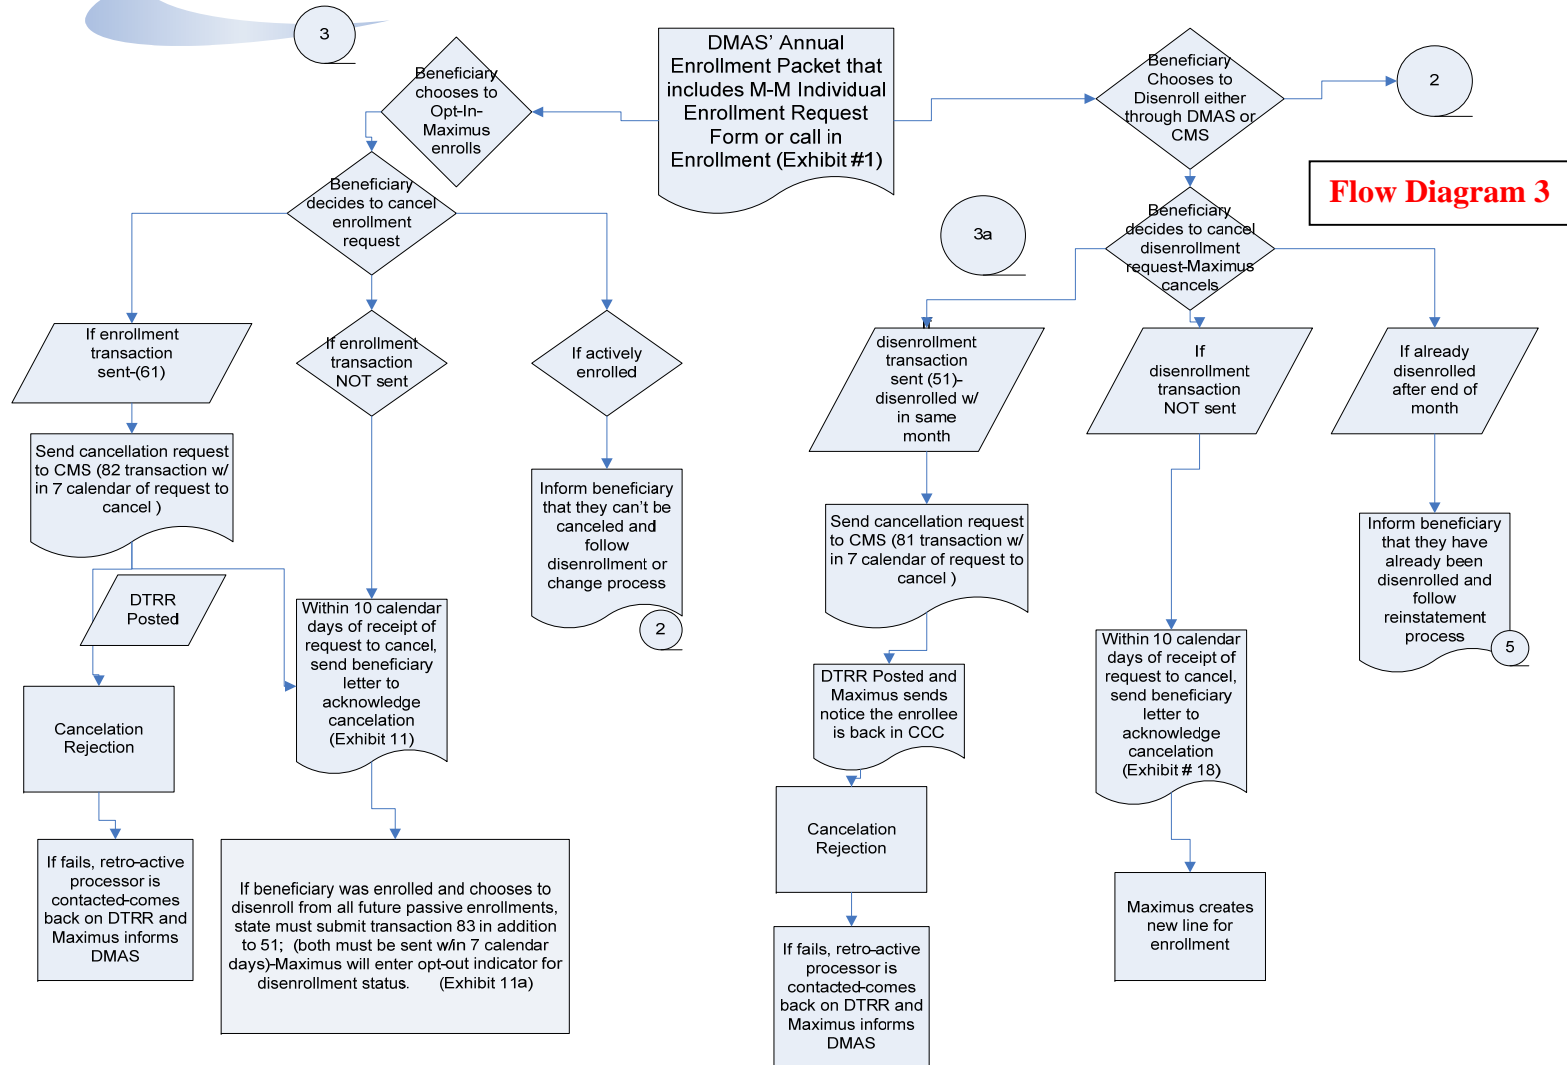 3
Beneficiary
chooses to
Opt-In-
Maximus
enrolls
DMAS' Annual
Enrollment Packet that
includes M-M Individual
Enrollment Request
Form or call in
Enrollment (Exhibit #1)
Beneficiary
Chooses to
Disenroll either
through DMAS or
CMS
2
Flow Diagram 3
Beneficiary
decides to cancel
enrollment
request
3a
Beneficiary
decides to cancel
disenrollment
request-Maximus
cancels
If enrollment
transaction
sent-(61)
If enrollment
transaction
NOT sent
If actively
enrolled
If
disenrollment
transaction
sent (51)-
disenrolled w/
in same
month
If
disenrollment
transaction
NOT sent
If already
disenrolled
after end of
month
Send cancellation request
to CMS (82 transaction w/
in 7 calendar of request to
cancel )
Inform beneficiary
that they can't be
canceled and
follow
disenrollment or
change process
2
Send cancellation request
to CMS (81 transaction w/
in 7 calendar of request to
cancel )
Inform beneficiary
that they have
already been
disenrolled and
follow
reinstatement
process
5
DTRR
Posted
Within 10 calendar
days of receipt of
request to cancel,
send beneficiary
letter to
acknowledge
cancelation
(Exhibit 11)
DTRR Posted and
Maximus sends
notice the enrollee
is back in CCC
Within 10 calendar
days of receipt of
request to cancel,
send beneficiary
letter to
acknowledge
cancelation
(Exhibit # 18)
Cancelation
Rejection
Cancelation
Rejection
If fails, retro-active
processor is
contacted-comes
back on DTRR and
Maximus informs
DMAS
If beneficiary was enrolled and chooses to
disenroll from all future passive enrollments,
state must submit transaction 83 in addition
to 51; (both must be sent w/in 7 calendar
days)-Maximus will enter opt-out indicator for
disenrollment status. (Exhibit 11a)
If fails, retro-active
processor is
contacted-comes
back on DTRR and
Maximus informs
DMAS
Maximus creates
new line for
enrollment